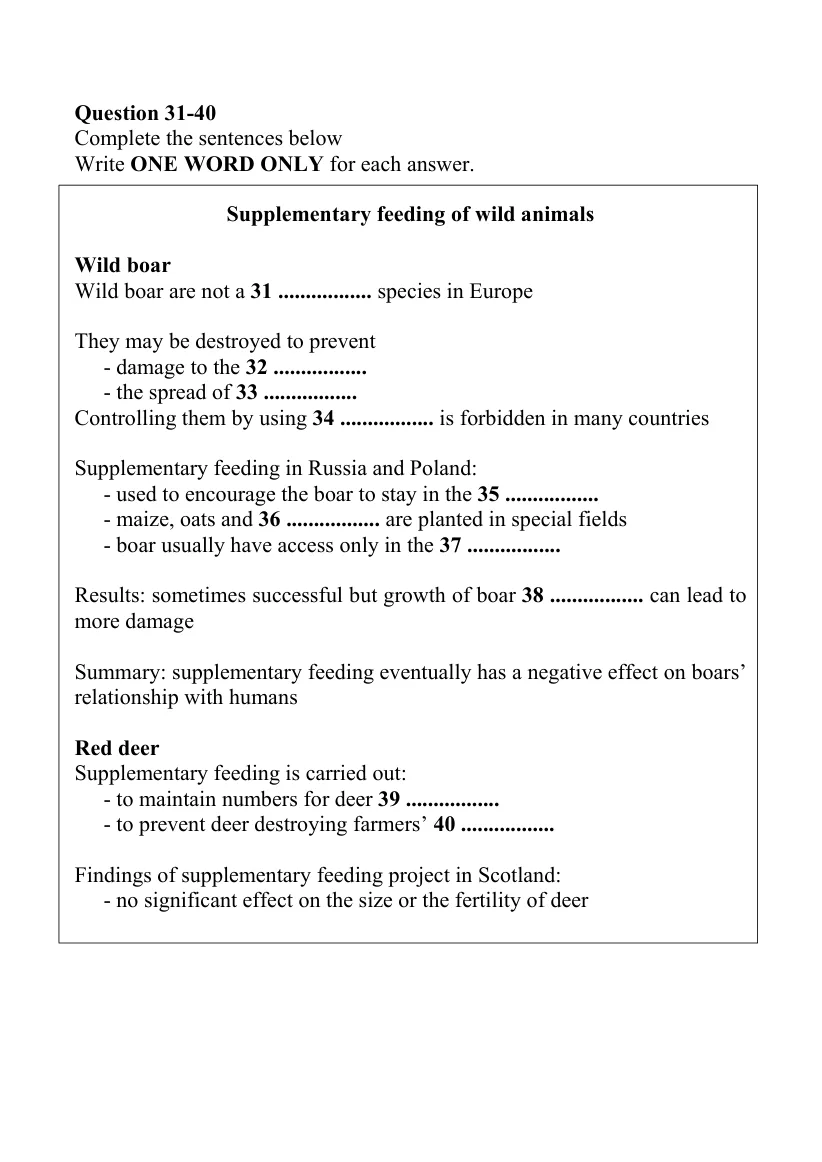 Question 31-40
Complete the sentences below
Write ONE WORD ONLY for each answer.
Supplementary feeding of wild animals
Wild boar
Wild boar are not a 31 ................. species in Europe
They may be destroyed to prevent
- damage to the 32 .................
- the spread of 33 .................
Controlling them by using 34 ................. is forbidden in many countries
Supplementary feeding in Russia and Poland:
- used to encourage the boar to stay in the 35 .................
- maize, oats and 36 ................. are planted in special fields
- boar usually have access only in the 37 .................
Results: sometimes successful but growth of boar 38 ................. can lead to
more damage
Summary: supplementary feeding eventually has a negative effect on boars’
relationship with humans
Red deer
Supplementary feeding is carried out:
- to maintain numbers for deer 39 .................
- to prevent deer destroying farmers’ 40 .................
Findings of supplementary feeding project in Scotland:
- no significant effect on the size or the fertility of deer